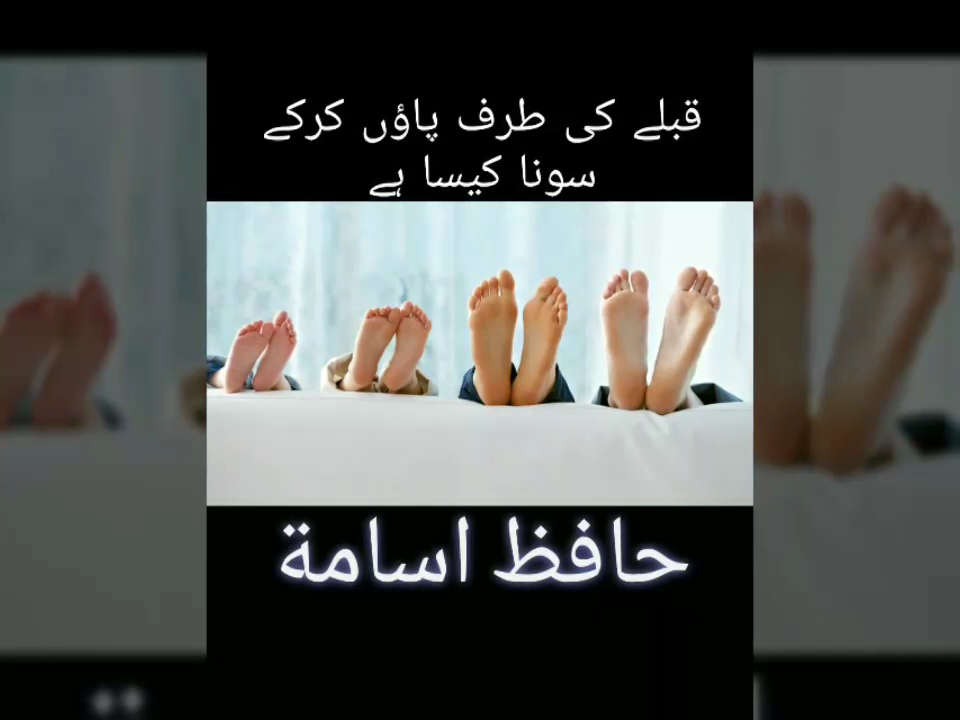 قبلے کی طرف پاؤں کرکے
سونا کیسا ہے
حافظ اسامة